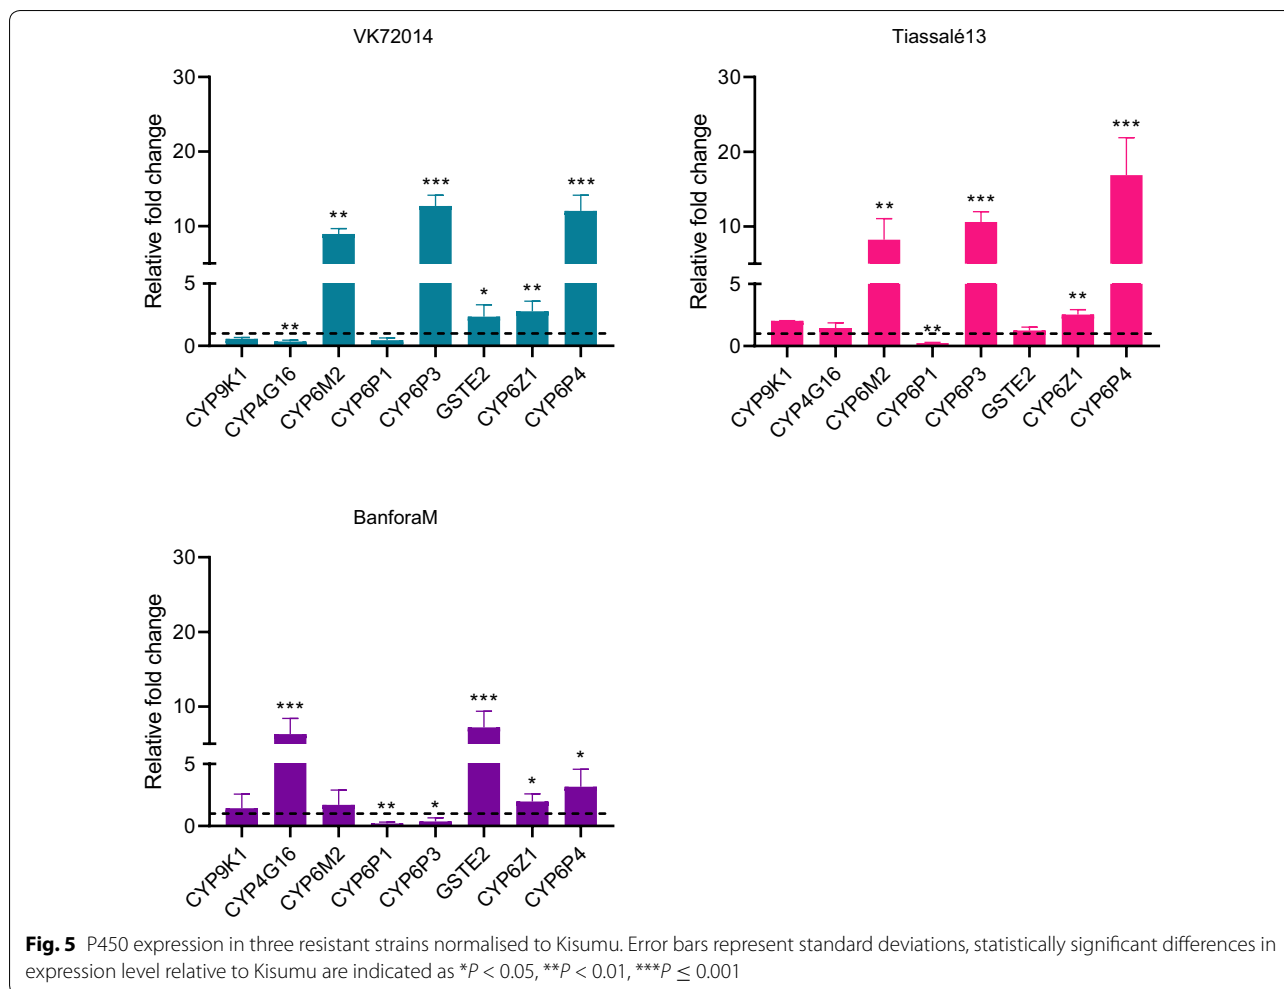 VK72014
Relative fold change
30
20
10
5
0
**
**
***
*
**
***
CYP9K1
CYP4G16
CYP6M2
CYP6P1
CYP6P3
GSTE2
CYP6Z1
CYP6P4
Tiassalé13
Relative fold change
30
20
10
5
0
**
**
***
**
***
CYP9K1
CYP4G16
CYP6M2
CYP6P1
CYP6P3
GSTE2
CYP6Z1
CYP6P4
BanforaM
Relative fold change
30
20
10
5
0
***
**
*
***
*
*
CYP9K1
CYP4G16
CYP6M2
CYP6P1
CYP6P3
GSTE2
CYP6Z1
CYP6P4
Fig. 5 P450 expression in three resistant strains normalised to Kisumu. Error bars represent standard deviations, statistically significant differences in
expression level relative to Kisumu are indicated as *P < 0.05, **P < 0.01, ***P ≤ 0.001